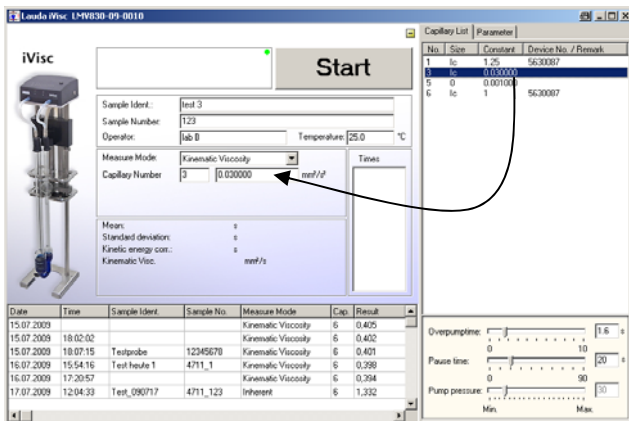 Lauda iVisc LMV830-09-0010
Capillary List Parameter
iVisc
Start
No. Size Constant Device No. / Remark
1 Ic 1.25 5630087
3 Ic 0.030000
5 0 0.001000
6 Ic 1 5630087
Sample Ident.: test 3
Sample Number: 123
Operator: lab B Temperature: 25.0 °C
Measure Mode: Kinematic Viscosity Times
Capillary Number 3 0.030000 mm²/s²
Mean: s
Standard deviation: s
Kinetic energy corr.: s
Kinematic Visc. mm²/s
Date Time Sample Ident. Sample No. Measure Mode Cap. Result
15.07.2009 Kinematic Viscosity 6 0,405
15.07.2009 18:02:02 Kinematic Viscosity 6 0,402
15.07.2009 18:07:15 Testprobe 12345678 Kinematic Viscosity 6 0,401
16.07.2009 15:54:16 Test heute 1 4711_1 Kinematic Viscosity 6 0,398
16.07.2009 17:20:57 Kinematic Viscosity 6 0,394
17.07.2009 12:04:33 Test_090717 4711_123 Inherent 6 1,332
Overpumptime: 1.6 s
0 10
Pause time: 20 s
0 90
Pump pressure: 30
Min. Max.